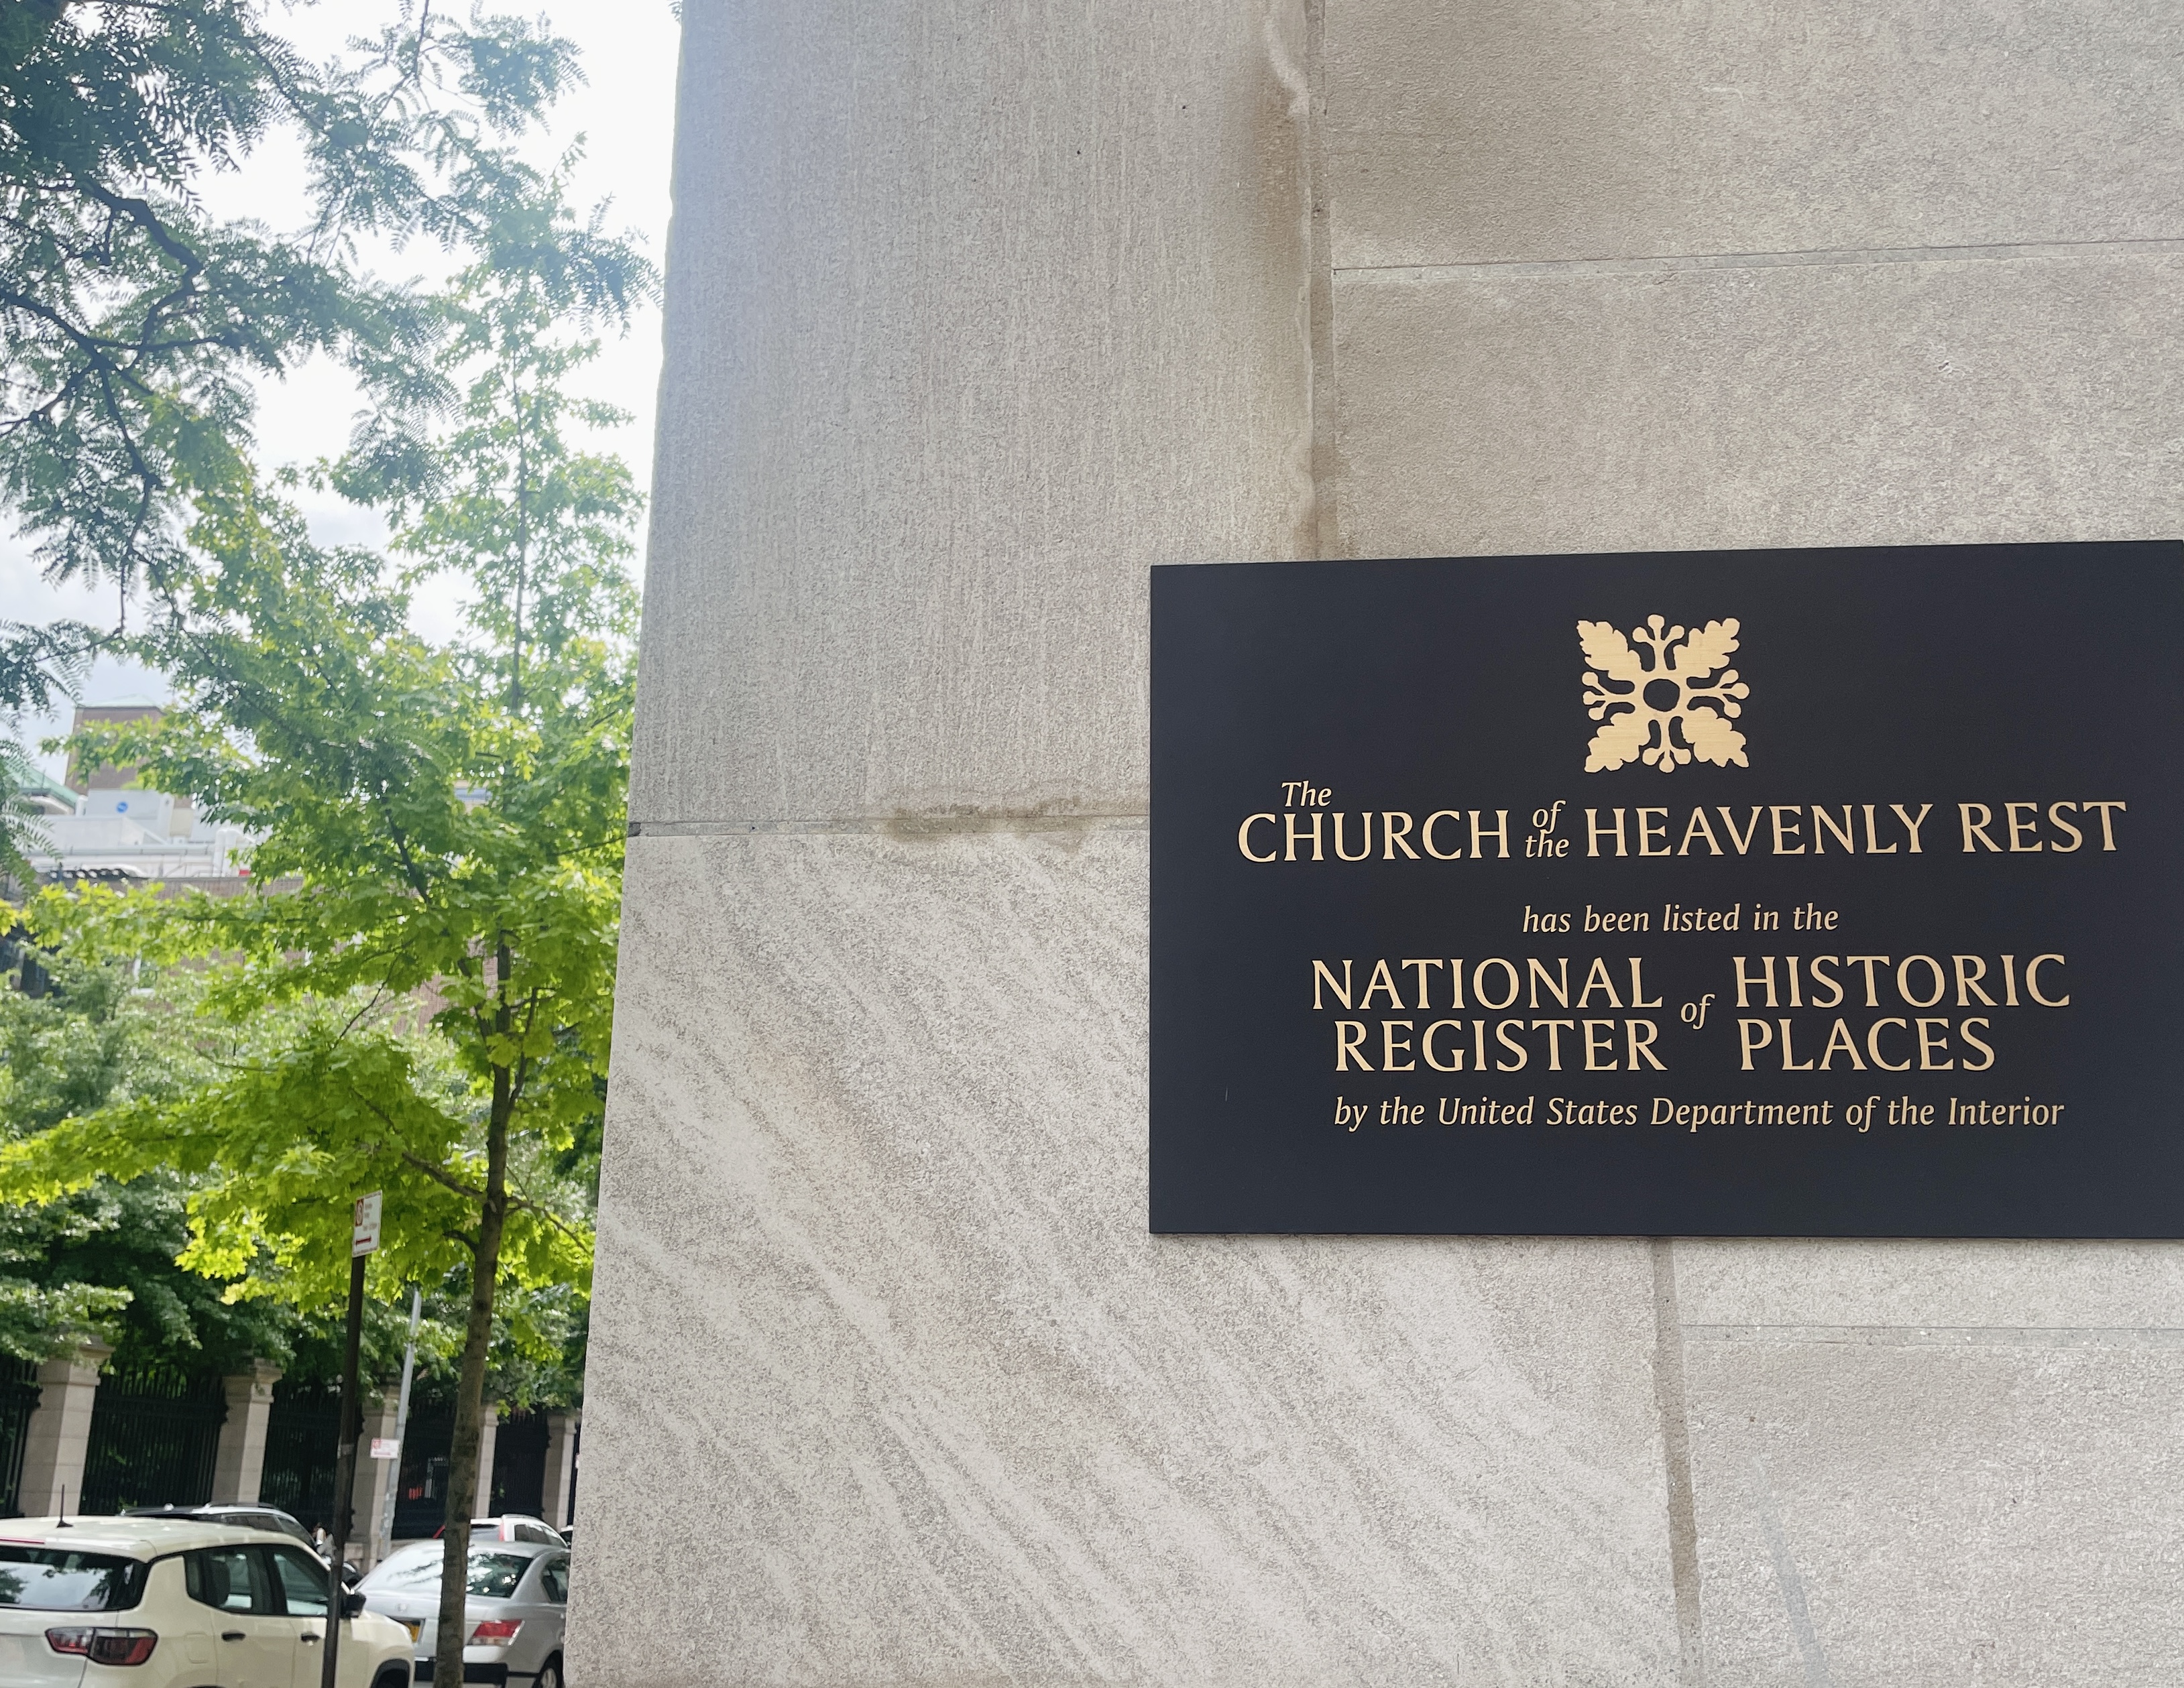 The
CHURCH of the HEAVENLY REST
has been listed in the
NATIONAL REGISTER of HISTORIC PLACES
by the United States Department of the Interior